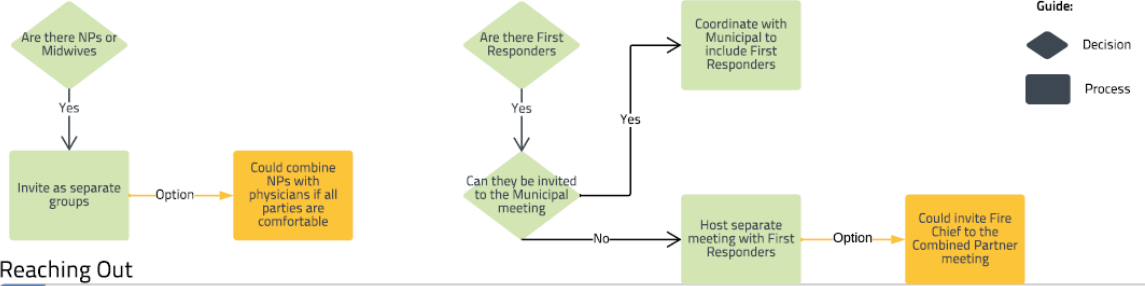 Are there NPs or
Midwives
Yes
Invite as separate
groups
Option
Could combine
NPs with
physicians if all
parties are
comfortable
Are there First
Responders
Yes
Can they be invited
to the Municipal
meeting
Yes
Coordinate with
Municipal to
include First
Responders
No
Host separate
meeting with First
Responders
Option
Could invite Fire
Chief to the
Combined Partner
meeting
Guide:
Decision
Process
Reaching Out